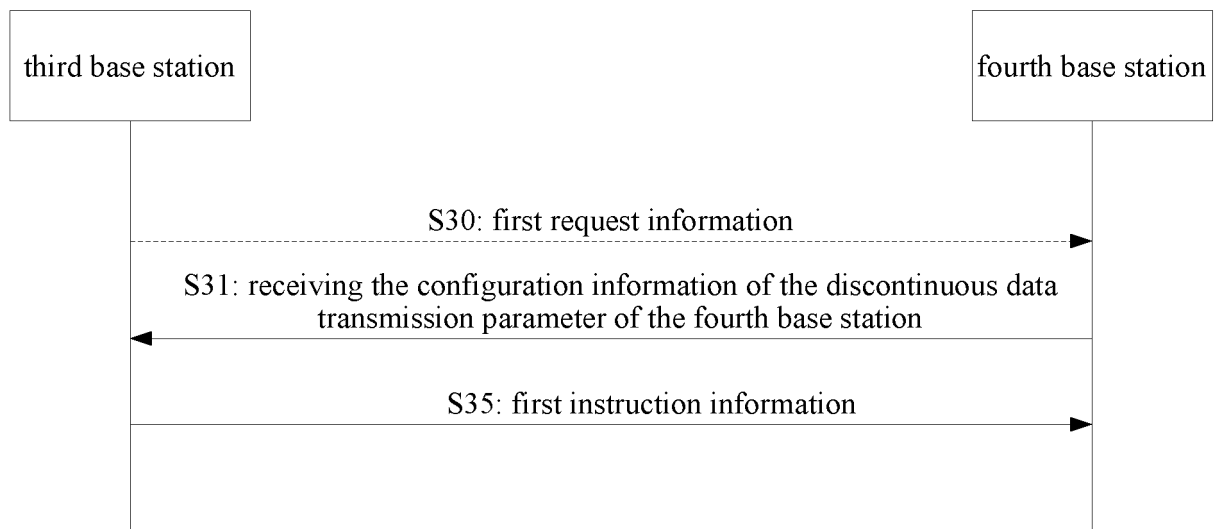 third base station
fourth base station
S30: first request information
S31: receiving the configuration information of the discontinuous data
transmission parameter of the fourth base station
S35: first instruction information